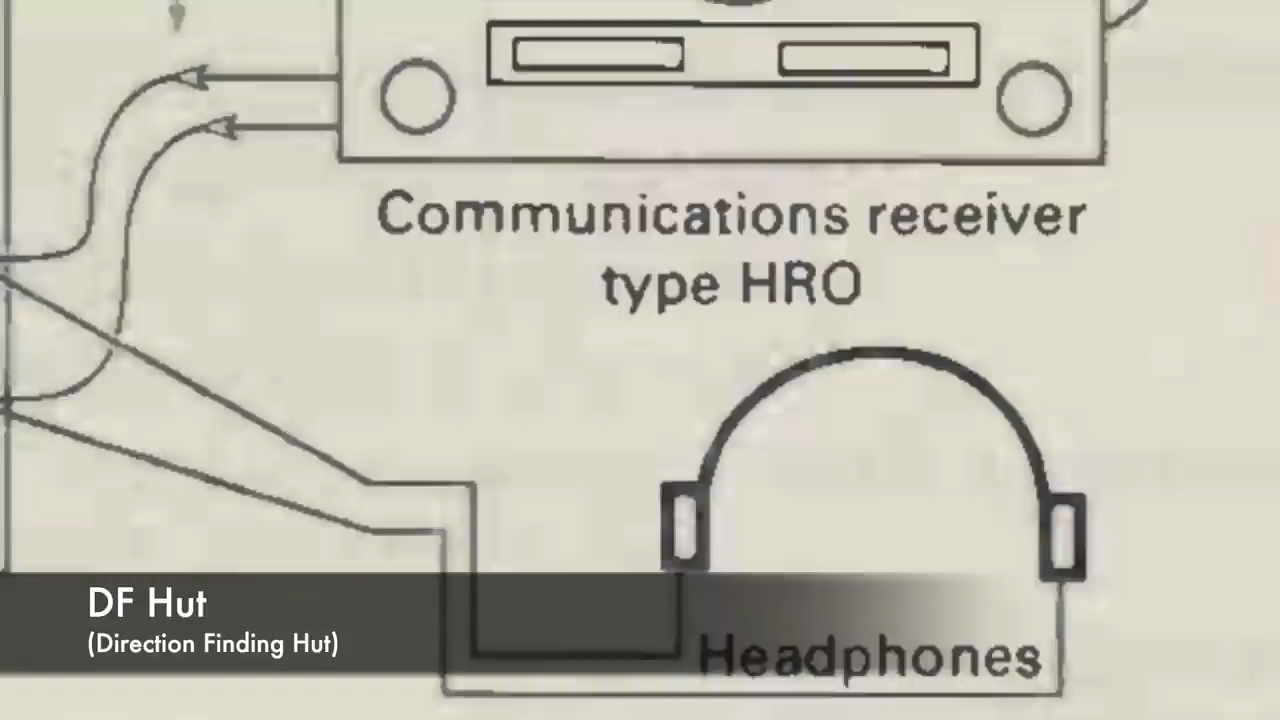 Communications receiver
type HRO
DF Hut
(Direction Finding Hut)
Headphones